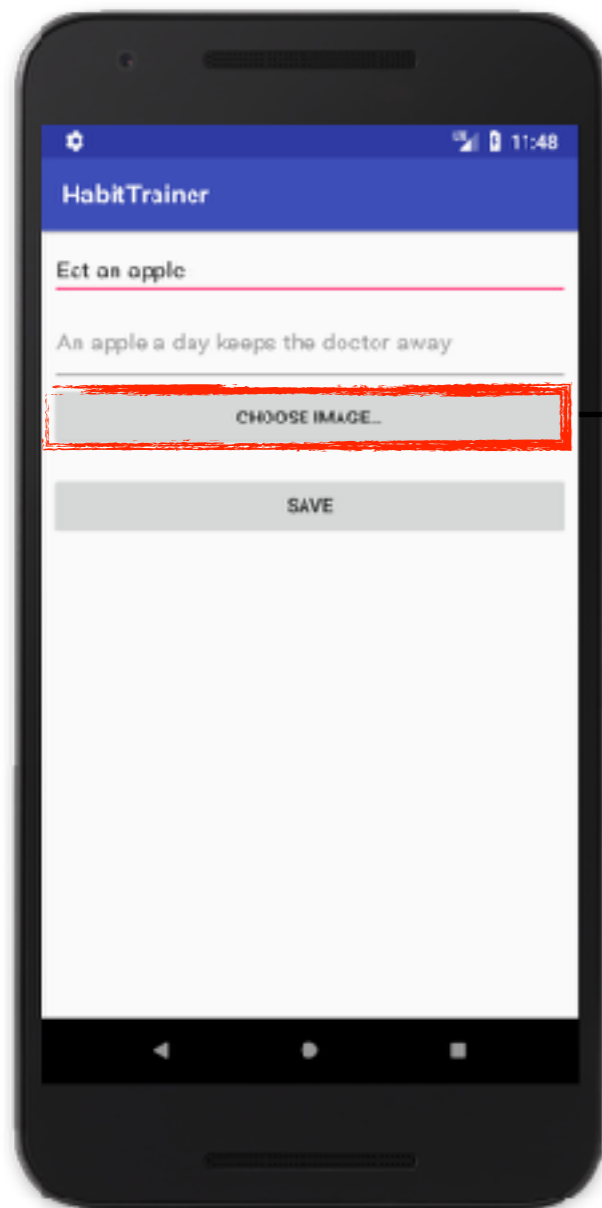 11:48
HabitTrainer
Eat an apple
An apple a day keeps the doctor away
CHOOSE IMAGE...
SAVE